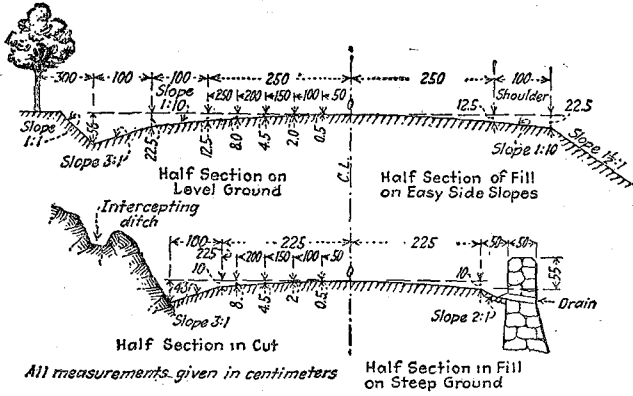 300 100 100 250 250 100
Slope 1:10
250 200 150 100 50
0
12.5
Shoulder
22.5
Slope 1:1
56
Slope 3:1
22.5 12.5 8.0 4.5 2.0 0.5
Slope 1:10
Slope 1½:1
Half Section on
Level Ground
C.L.
Half Section of Fill
on Easy Side Slopes
Intercepting
ditch
100 225 225 50 50
225 200 150 100 50
10
0
10
55
43
8 4.5 2 0.5
Drain
Slope 3:1
Slope 2:1
Half Section in Cut
Half Section in Fill
on Steep Ground
All measurements given in centimeters